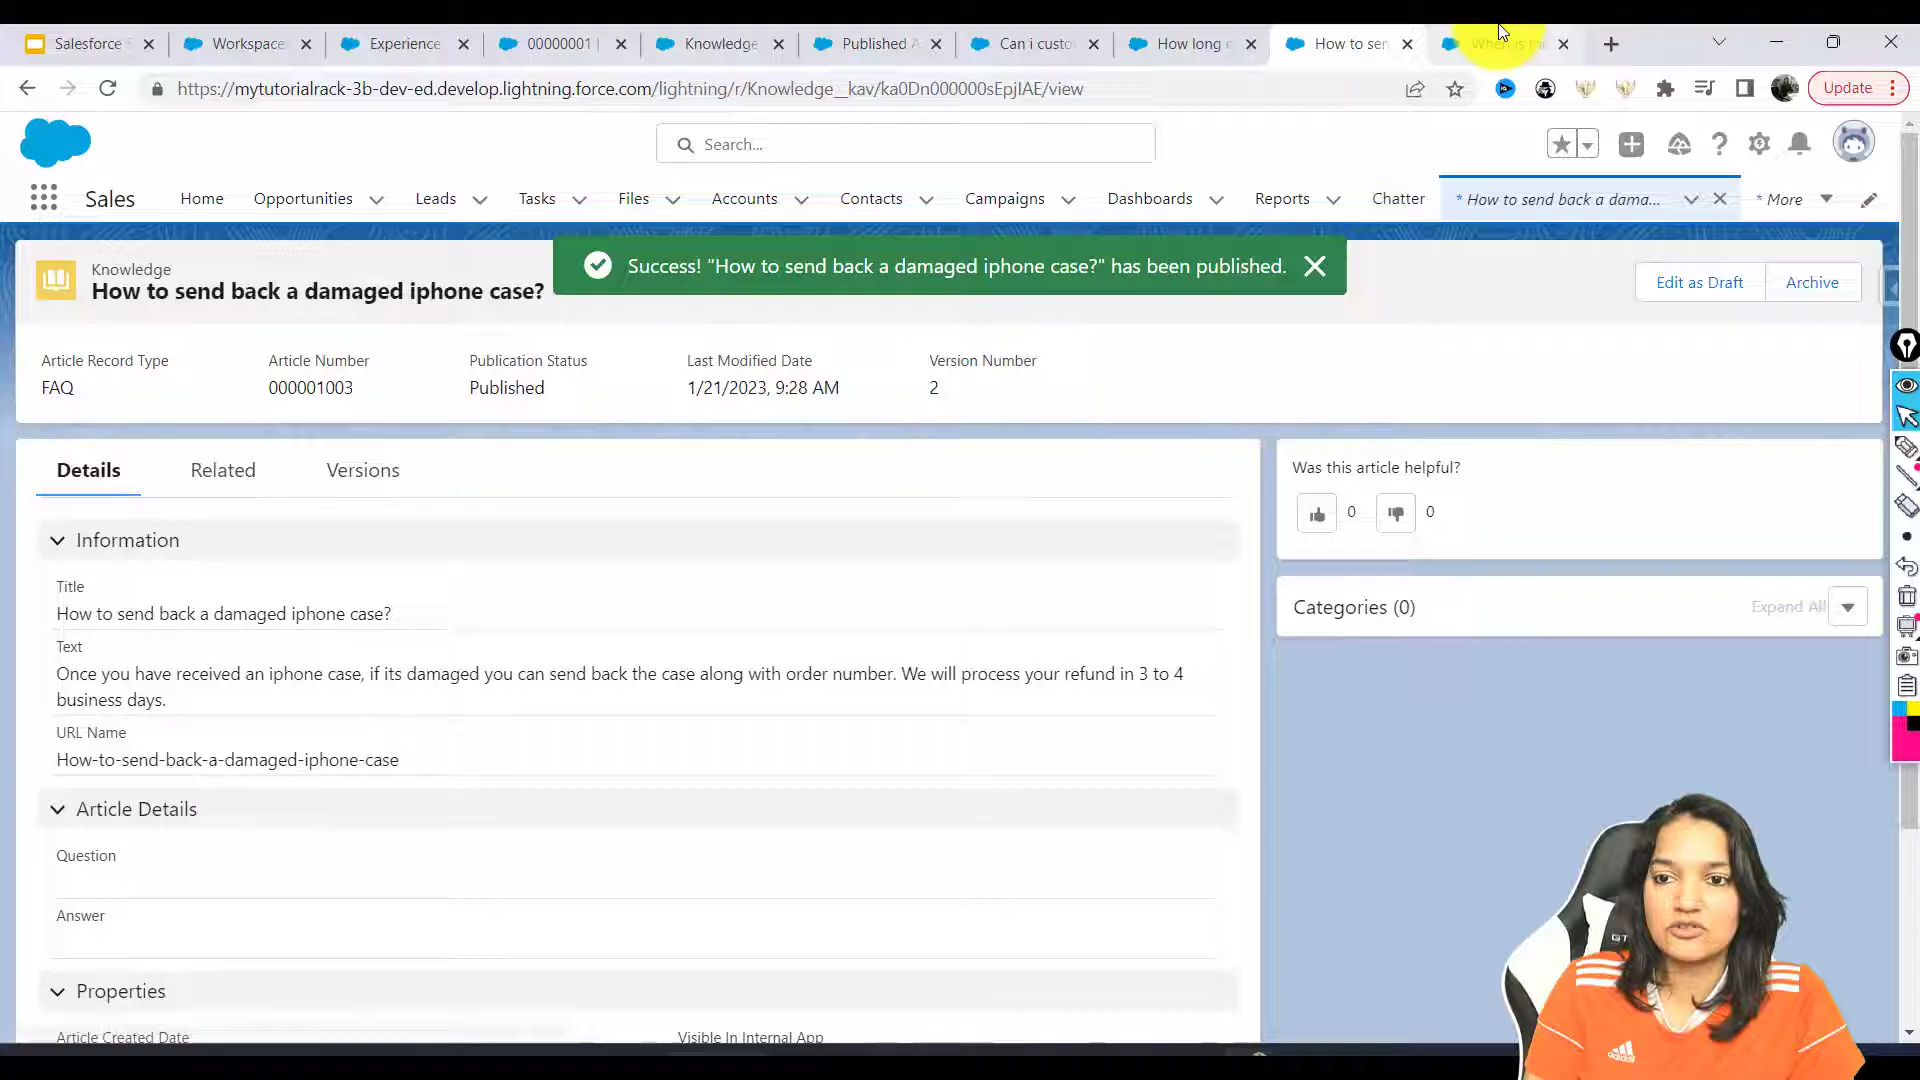 Salesforce
Workspace
Experience
00000001 |
Knowledge
Published A
Can i custo
How long
How to sen
When is the
https://mytutorialrack-3b-dev-ed.develop.lightning.force.com/lightning/r/Knowledge__kav/ka0Dn000000sEpjIAE/view
Update
Search...
Sales
Home
Opportunities
Leads
Tasks
Files
Accounts
Contacts
Campaigns
Dashboards
Reports
Chatter
* How to send back a dama...
* More
Knowledge
How to send back a damaged iphone case?
Success! "How to send back a damaged iphone case?" has been published.
Edit as Draft
Archive
Article Record Type
FAQ
Article Number
000001003
Publication Status
Published
Last Modified Date
1/21/2023, 9:28 AM
Version Number
2
Details
Related
Versions
Information
Title
How to send back a damaged iphone case?
Text
Once you have received an iphone case, if its damaged you can send back the case along with order number. We will process your refund in 3 to 4
business days.
URL Name
How-to-send-back-a-damaged-iphone-case
Article Details
Question
Answer
Properties
Article Created Date
Visible In Internal App
Was this article helpful?
0
0
Categories (0)
Expand All
GT
adidas